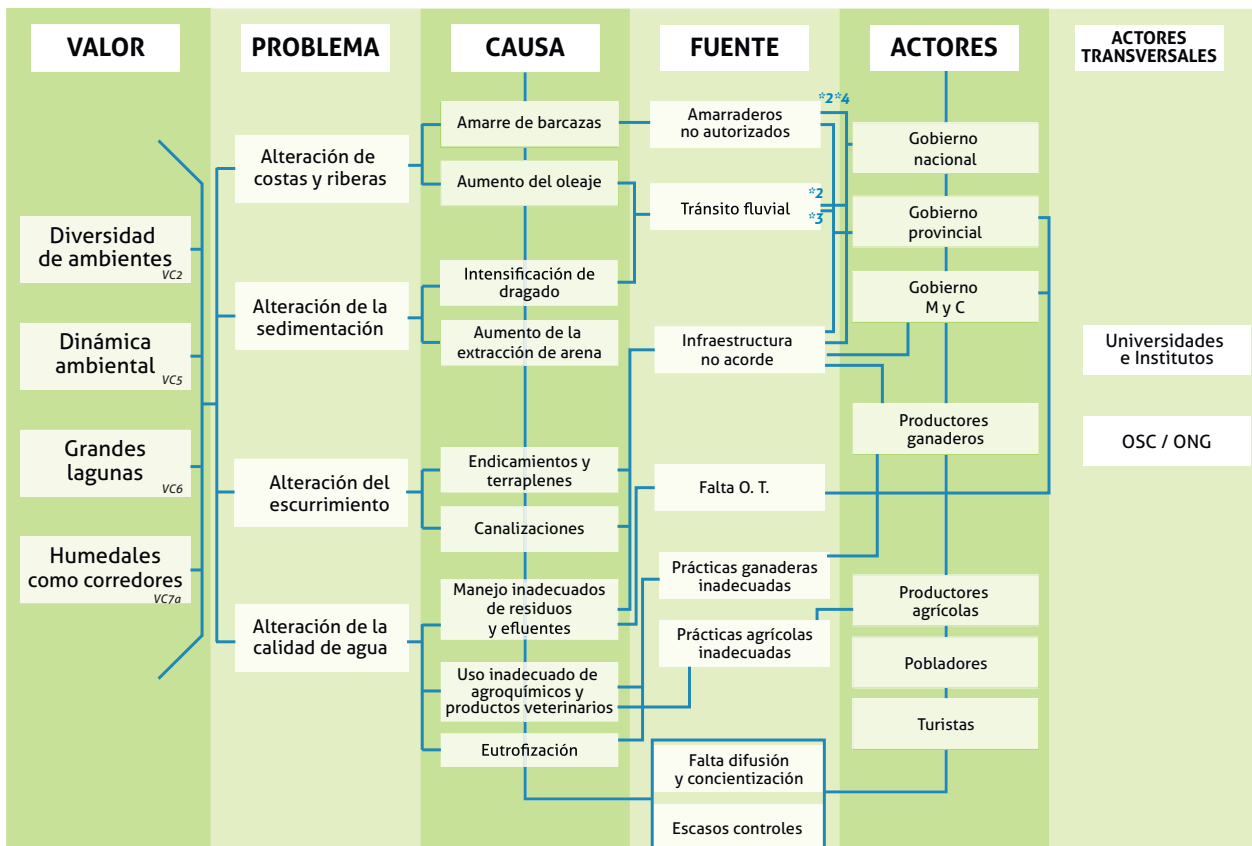 VALOR
PROBLEMA
CAUSA
FUENTE
ACTORES
ACTORES
TRANSVERSALES
Diversidad
de ambientes
VC2
Dinámica
ambiental
VC5
Grandes
lagunas
VC6
Humedales
como corredores
VC7a
Alteración de
costas y riberas
Alteración de la
sedimentación
Alteración del
escurrimiento
Alteración de la
calidad de agua
Amarre de barcazas
Aumento del oleaje
Intensificación de
dragado
Aumento de la
extracción de arena
Endicamientos y
terraplenes
Canalizaciones
Manejo inadecuados
de residuos
y efluentes
Uso inadecuado de
agroquímicos y
productos veterinarios
Eutrofización
*2*4
Amarraderos
no autorizados
*2
Tránsito fluvial
*3
Infraestructura
no acorde
Falta O. T.
Prácticas ganaderas
inadecuadas
Prácticas agrícolas
inadecuadas
Falta difusión
y concientización
Escasos controles
Gobierno
nacional
Gobierno
provincial
Gobierno
M y C
Productores
ganaderos
Productores
agrícolas
Pobladores
Turistas
Universidades
e Institutos
OSC / ONG